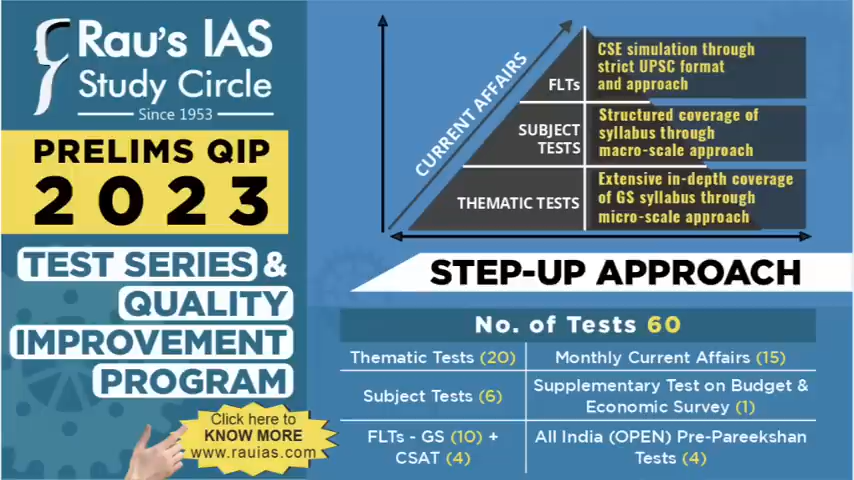 Rau's IAS
Study Circle
Since 1953
PRELIMS QIP
2023
TEST SERIES &
QUALITY
IMPROVEMENT
PROGRAM
Click here to
KNOW MORE
www.rauias.com
CURRENT AFFAIRS
FLTs
CSE simulation through
strict UPSC format
and approach
SUBJECT
TESTS
Structured coverage of
syllabus through
macro-scale approach
THEMATIC TESTS
Extensive in-depth coverage
of GS syllabus through
micro-scale approach
STEP-UP APPROACH
No. of Tests 60
Thematic Tests (20)
Monthly Current Affairs (15)
Subject Tests (6)
Supplementary Test on Budget &
Economic Survey (1)
FLTs - GS (10) +
CSAT (4)
All India (OPEN) Pre-Pareekshan
Tests (4)